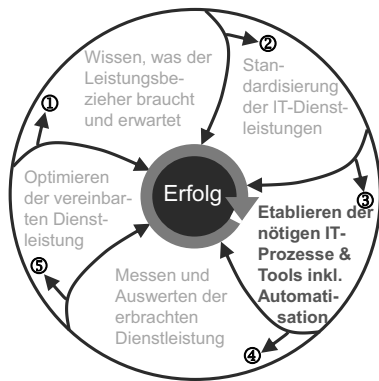 ①
Wissen, was der
Leistungsbe-
zieher braucht
und erwartet
②
Stan-
dardisierung
der IT-Dienst-
leistungen
③
Etablieren der
nötigen IT-
Prozesse &
Tools inkl.
Automati-
sation
④
Messen und
Auswerten der
erbrachten
Dienstleistung
⑤
Optimieren
der vereinbar-
ten Dienst-
leistung
Erfolg